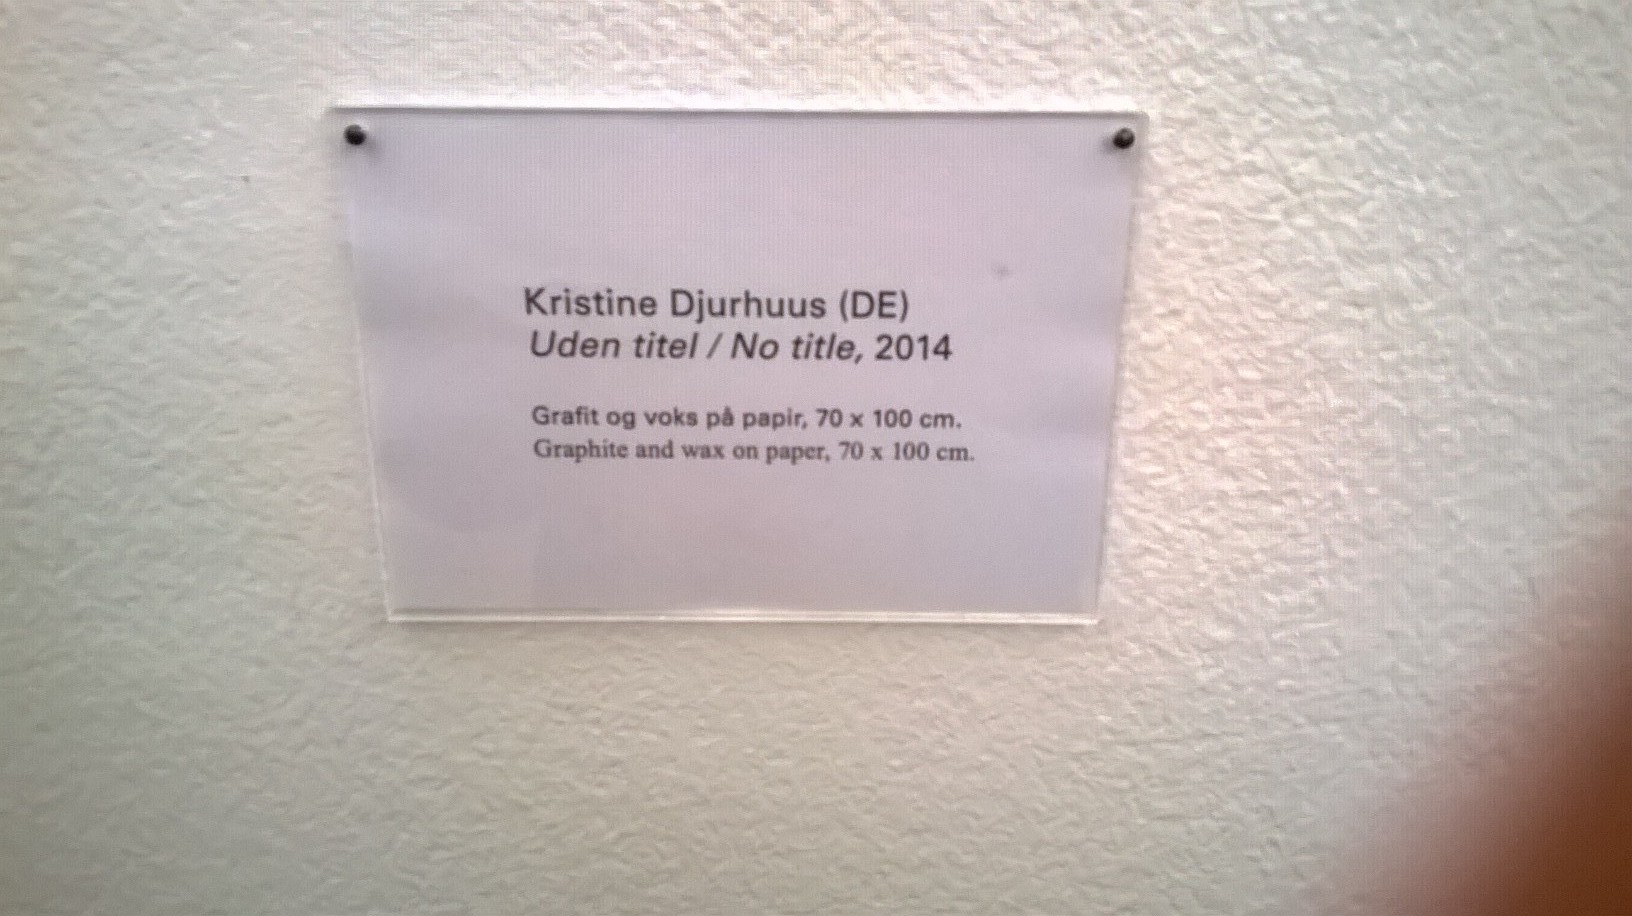 Kristine Djurhuus (DE)
Uden titel / No title, 2014
Grafit og voks på papir, 70 x 100 cm.
Graphite and wax on paper, 70 x 100 cm.